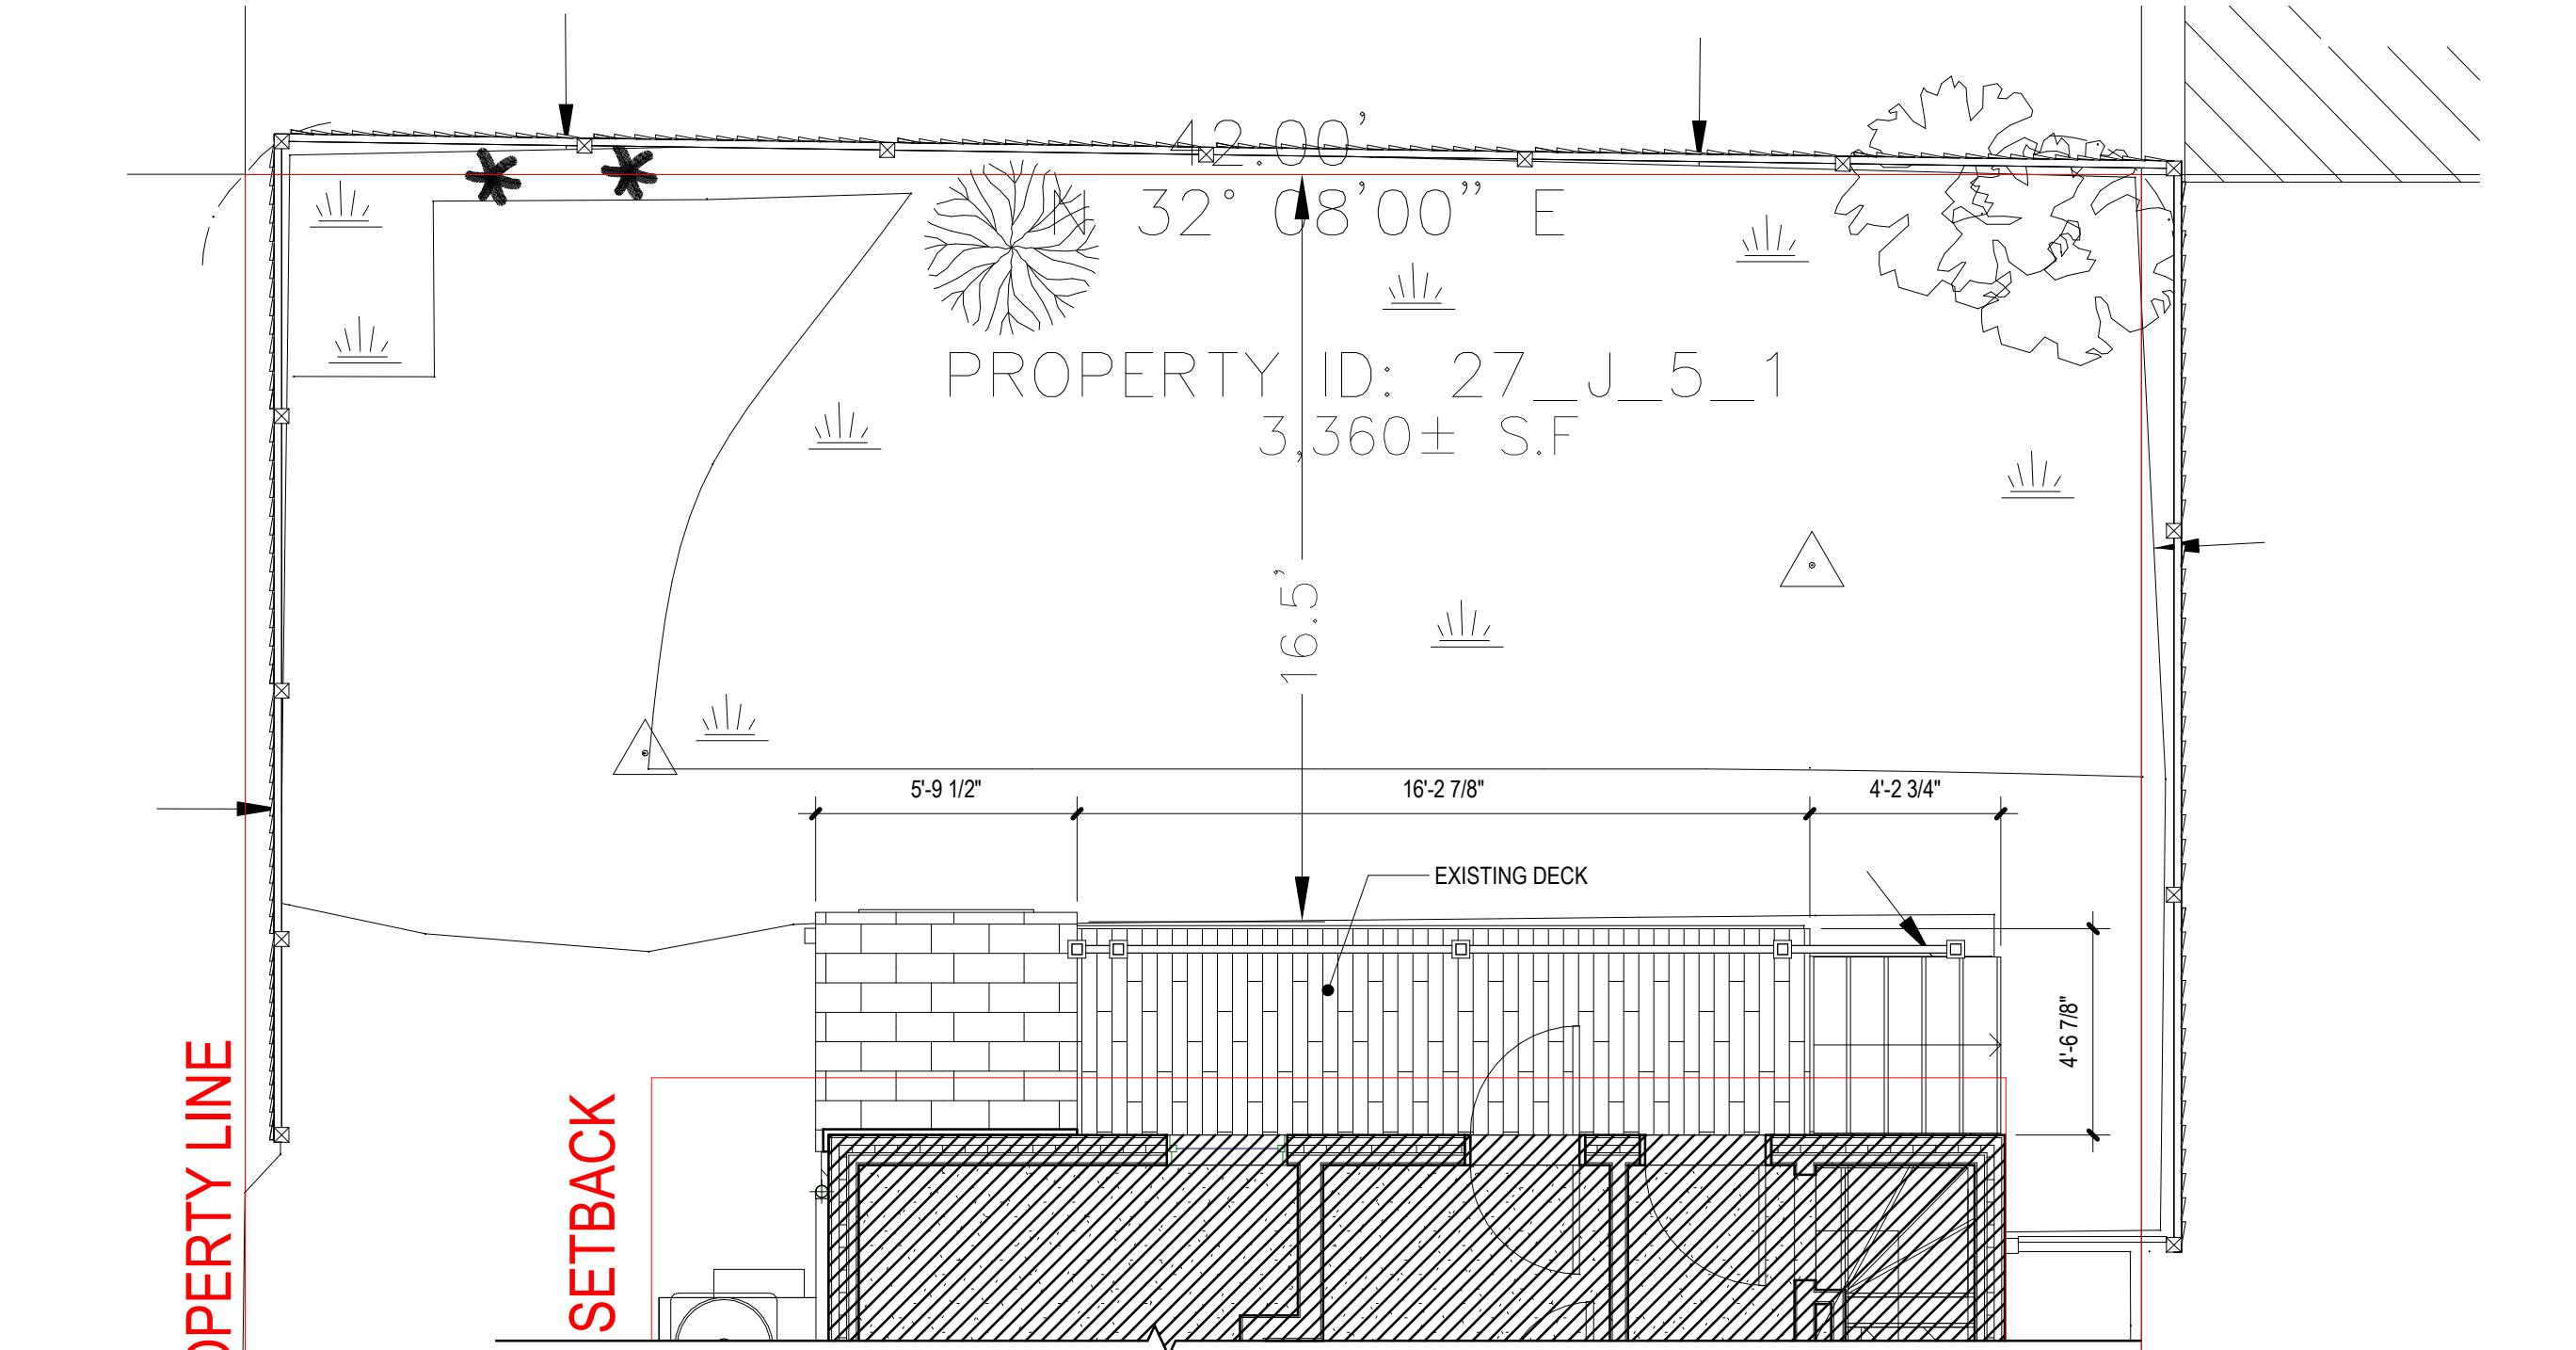 42.00'
N 32° 08'00" E
PROPERTY ID: 27_J_5_1
3,360± S.F
16.5'
5'-9 1/2"
16'-2 7/8"
4'-2 3/4"
EXISTING DECK
4'-6 7/8"
OPERTY LINE
SETBACK